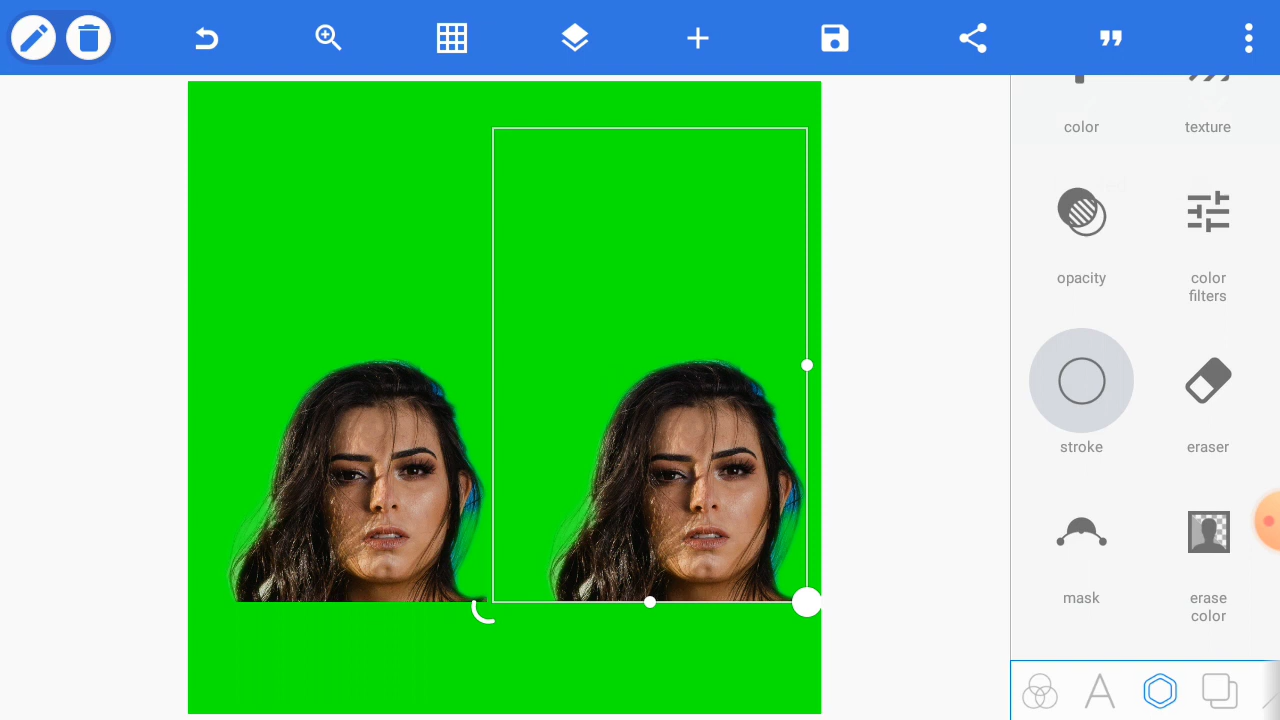 color
texture
opacity
color
filters
stroke
eraser
mask
erase
color